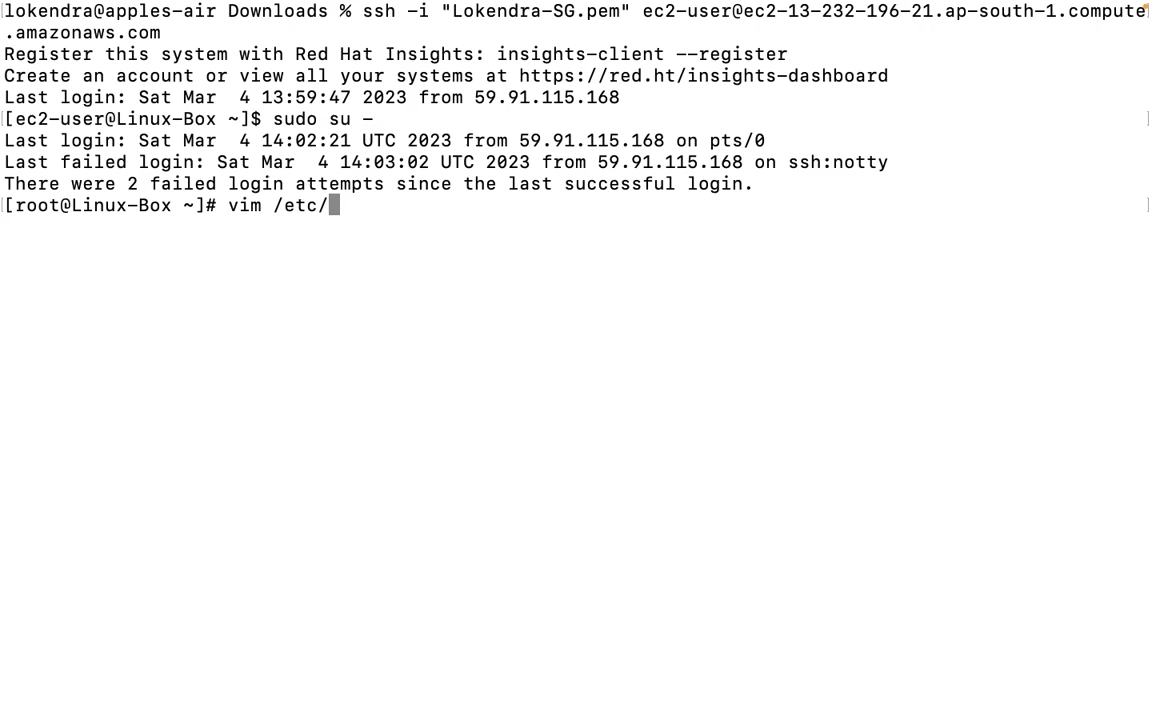 [lokendra@apples-air Downloads % ssh -i "Lokendra-SG.pem" ec2-user@ec2-13-232-196-21.ap-south-1.compute
.amazonaws.com
Register this system with Red Hat Insights: insights-client --register
Create an account or view all your systems at https://red.ht/insights-dashboard
Last login: Sat Mar  4 13:59:47 2023 from 59.91.115.168
[[ec2-user@Linux-Box ~]$ sudo su - ]
Last login: Sat Mar  4 14:02:21 UTC 2023 from 59.91.115.168 on pts/0
Last failed login: Sat Mar  4 14:03:02 UTC 2023 from 59.91.115.168 on ssh:notty
There were 2 failed login attempts since the last successful login.
[[root@Linux-Box ~]# vim /etc/ ]